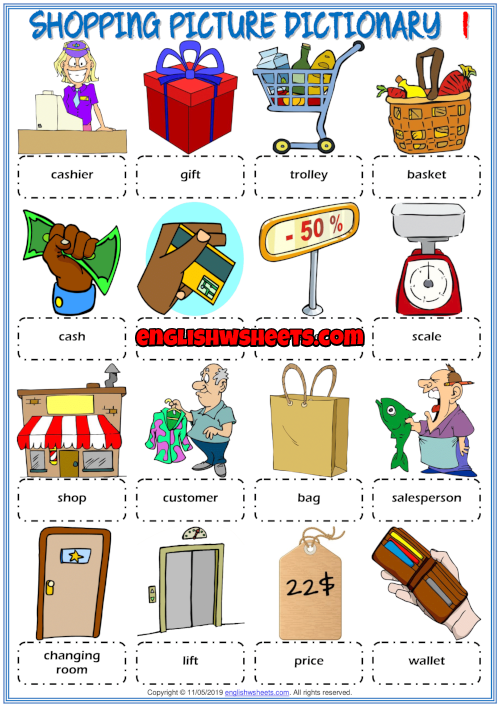 SHOPPING PICTURE DICTIONARY 1
cashier
gift
trolley
basket
- 50 %
cash
englishwsheets.com
scale
shop
customer
bag
salesperson
22$
changing
room
lift
price
wallet
Copyright © 11/05/2019 englishwsheets.com. All rights reserved.